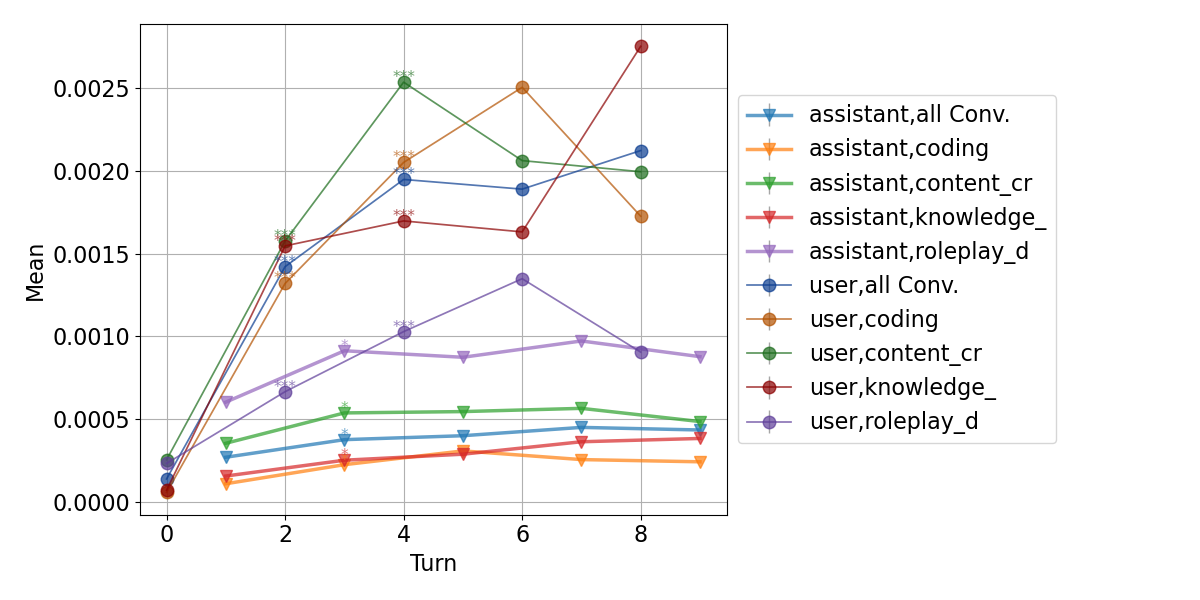 Mean
0.0025
0.0020
0.0015
0.0010
0.0005
0.0000
***
***
***
***
***
***
***
***
***
***
*
*
*
*
0 2 4 6 8
Turn
assistant,all Conv.
assistant,coding
assistant,content_cr
assistant,knowledge_
assistant,roleplay_d
user,all Conv.
user,coding
user,content_cr
user,knowledge_
user,roleplay_d